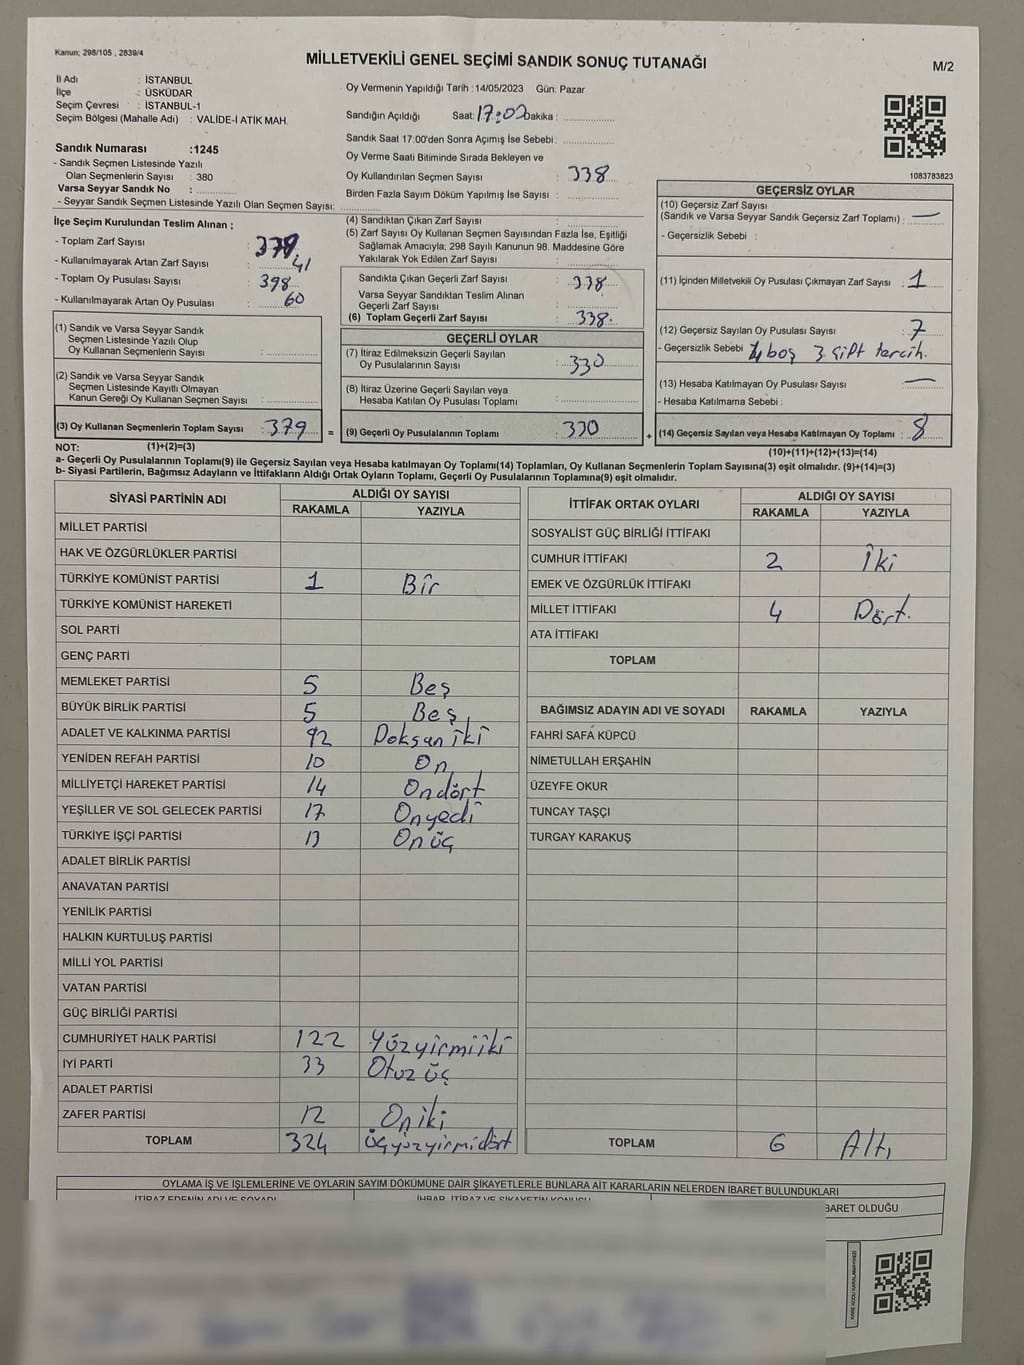 Kanun: 298/105 , 2839/4
MİLLETVEKİLİ GENEL SEÇİMİ SANDIK SONUÇ TUTANAĞI
M/2
İl Adı : İSTANBUL
İlçe : ÜSKÜDAR
Seçim Çevresi : İSTANBUL-1
Seçim Bölgesi (Mahalle Adı) : VALİDE-İ ATİK MAH.
Sandık Numarası :1245
- Sandık Seçmen Listesinde Yazılı
Olan Seçmenlerin Sayısı : 380
Varsa Seyyar Sandık No :
- Seyyar Sandık Seçmen Listesinde Yazılı Olan Seçmen Sayısı:
İlçe Seçim Kurulundan Teslim Alınan ;
- Toplam Zarf Sayısı : 379
- Kullanılmayarak Artan Zarf Sayısı : 41
- Toplam Oy Pusulası Sayısı : 398
- Kullanılmayarak Artan Oy Pusulası : 60
(1) Sandık ve Varsa Seyyar Sandık
Seçmen Listesinde Yazılı Olup
Oy Kullanan Seçmenlerin Sayısı :
(2) Sandık ve Varsa Seyyar Sandık
Seçmen Listesinde Kayıtlı Olmayan
Kanun Gereği Oy Kullanan Seçmen Sayısı :
(3) Oy Kullanan Seçmenlerin Toplam Sayısı : 379
Oy Vermenin Yapıldığı Tarih : 14/05/2023 Gün: Pazar
Sandığın Açıldığı Saat: 17:02 Dakika :
Sandık Saat 17:00'den Sonra Açımış İse Sebebi :
Oy Verme Saati Bitiminde Sırada Bekleyen ve
Oy Kullandırılan Seçmen Sayısı : 338
Birden Fazla Sayım Döküm Yapılmış İse Sayısı :
(4) Sandıktan Çıkan Zarf Sayısı :
(5) Zarf Sayısı Oy Kullanan Seçmen Sayısından Fazla İse, Eşitliği
Sağlamak Amacıyla; 298 Sayılı Kanunun 98. Maddesine Göre
Yakılarak Yok Edilen Zarf Sayısı :
Sandıkta Çıkan Geçerli Zarf Sayısı : 338
Varsa Seyyar Sandıktan Teslim Alınan
Geçerli Zarf Sayısı :
(6) Toplam Geçerli Zarf Sayısı : 338
GEÇERLİ OYLAR
(7) İtiraz Edilmeksizin Geçerli Sayılan
Oy Pusulalarının Sayısı : 330
(8) İtiraz Üzerine Geçerli Sayılan veya
Hesaba Katılan Oy Pusulası Toplamı :
= (9) Geçerli Oy Pusulalarının Toplamı : 330 +
1083783823
GEÇERSİZ OYLAR
(10) Geçersiz Zarf Sayısı
(Sandık ve Varsa Seyyar Sandık Geçersiz Zarf Toplamı) : —
- Geçersizlik Sebebi :
(11) İçinden Milletvekili Oy Pusulası Çıkmayan Zarf Sayısı : 1
(12) Geçersiz Sayılan Oy Pusulası Sayısı : 7
- Geçersizlik Sebebi : 4 boş 3 çift tercih.
(13) Hesaba Katılmayan Oy Pusulası Sayısı : —
- Hesaba Katılmama Sebebi :
(14) Geçersiz Sayılan veya Hesaba Katılmayan Oy Toplamı : 8
NOT: (1)+(2)=(3) (10)+(11)+(12)+(13)=(14)
a- Geçerli Oy Pusulalarının Toplamı(9) ile Geçersiz Sayılan veya Hesaba katılmayan Oy Toplamı(14) Toplamları, Oy Kullanan Seçmenlerin Toplam Sayısına(3) eşit olmalıdır. (9)+(14)=(3)
b- Siyasi Partilerin, Bağımsız Adayların ve İttifakların Aldığı Ortak Oyların Toplamı, Geçerli Oy Pusulalarının Toplamına(9) eşit olmalıdır.
SİYASİ PARTİNİN ADI ALDIĞI OY SAYISI
RAKAMLA YAZIYLA
MİLLET PARTİSİ
HAK VE ÖZGÜRLÜKLER PARTİSİ
TÜRKİYE KOMÜNİST PARTİSİ 1 Bir
TÜRKİYE KOMÜNİST HAREKETİ
SOL PARTİ
GENÇ PARTİ
MEMLEKET PARTİSİ 5 Beş
BÜYÜK BİRLİK PARTİSİ 5 Beş
ADALET VE KALKINMA PARTİSİ 92 Doksan iki
YENİDEN REFAH PARTİSİ 10 On
MİLLİYETÇİ HAREKET PARTİSİ 14 Ondört
YEŞİLLER VE SOL GELECEK PARTİSİ 17 Onyedi
TÜRKİYE İŞÇİ PARTİSİ 13 Onüç
ADALET BİRLİK PARTİSİ
ANAVATAN PARTİSİ
YENİLİK PARTİSİ
HALKIN KURTULUŞ PARTİSİ
MİLLİ YOL PARTİSİ
VATAN PARTİSİ
GÜÇ BİRLİĞİ PARTİSİ
CUMHURİYET HALK PARTİSİ 122 Yüzyirmiiki
İYİ PARTİ 33 Otuz üç
ADALET PARTİSİ
ZAFER PARTİSİ 12 On iki
TOPLAM 324 Üçyüzyirmidört
İTTİFAK ORTAK OYLARI ALDIĞI OY SAYISI
RAKAMLA YAZIYLA
SOSYALİST GÜÇ BİRLİĞİ İTTİFAKI
CUMHUR İTTİFAKI 2 İki
EMEK VE ÖZGÜRLÜK İTTİFAKI
MİLLET İTTİFAKI 4 Dört.
ATA İTTİFAKI
TOPLAM
BAĞIMSIZ ADAYIN ADI VE SOYADI RAKAMLA YAZIYLA
FAHRİ SAFA KÜPCÜ
NİMETULLAH ERŞAHİN
ÜZEYFE OKUR
TUNCAY TAŞÇI
TURGAY KARAKUŞ
TOPLAM 6 Altı
OYLAMA İŞ VE İŞLEMLERİNE VE OYLARIN SAYIM DÖKÜMÜNE DAİR ŞİKAYETLERLE BUNLARA AİT KARARLARIN NELERDEN İBARET BULUNDUKLARI
İTİRAZ EDENİN ADI VE SOYADI İHBAR, İTİRAZ VE ŞİKAYETİN KONUSU BARET OLDUĞU
KARE KODU KARALAMAYINIZ!